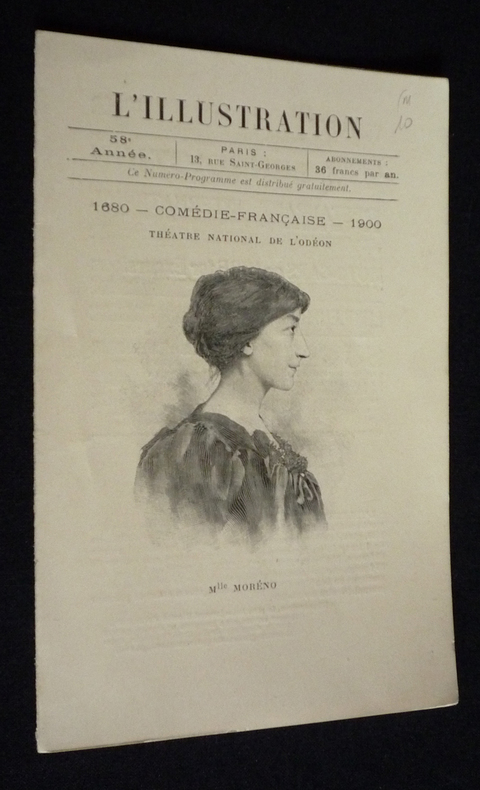 L'ILLUSTRATION
58e Année.
PARIS :
13, RUE SAINT-GEORGES
ABONNEMENTS :
36 francs par an.
Ce Numéro-Programme est distribué gratuitement.
1680 — COMÉDIE-FRANÇAISE — 1900
THÉATRE NATIONAL DE L'ODÉON
Mlle MORÉNO
10